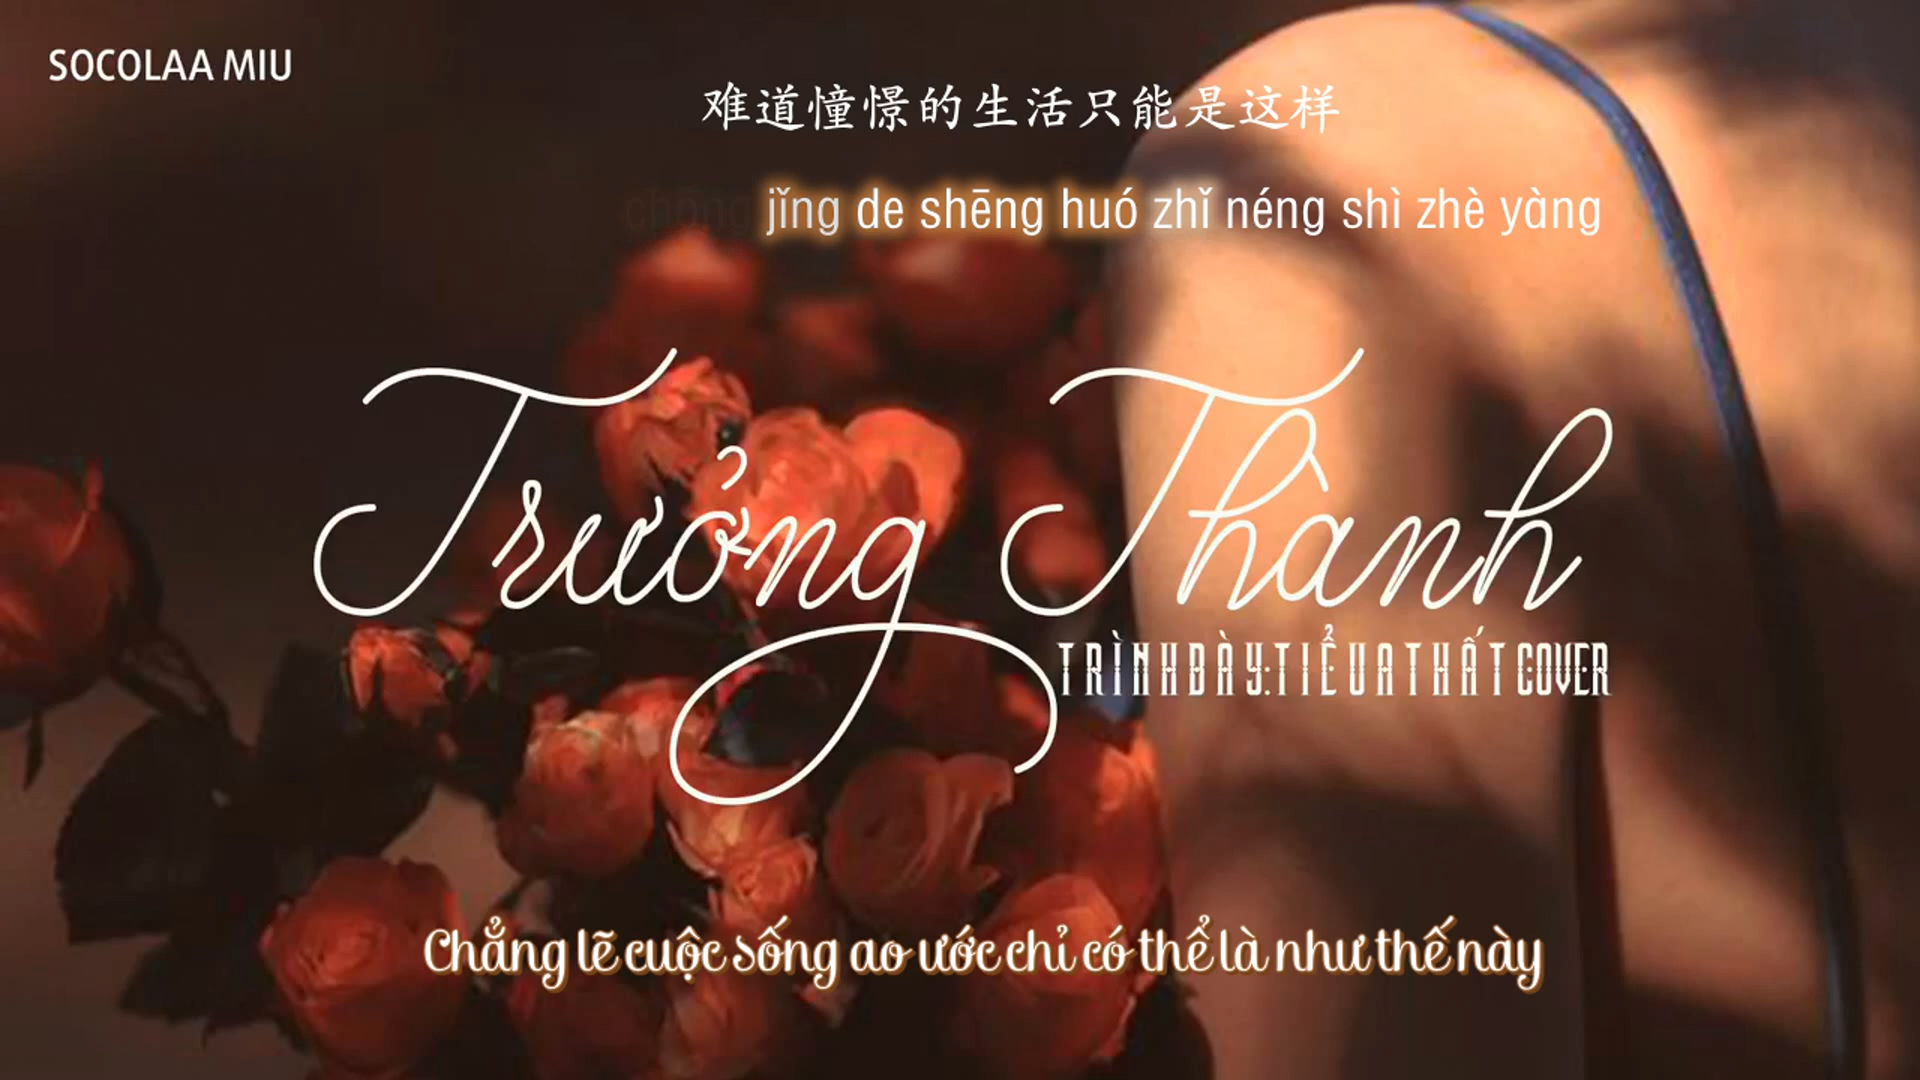 SOCOLAA MIU
难道憧憬的生活只能是这样
chōng jǐng de shēng huó zhǐ néng shì zhè yàng
Trưởng Thành
TRÌNH BÀY: TIỂU A THẤT COVER
Chẳng lẽ cuộc sống ao ước chỉ có thể là như thế này